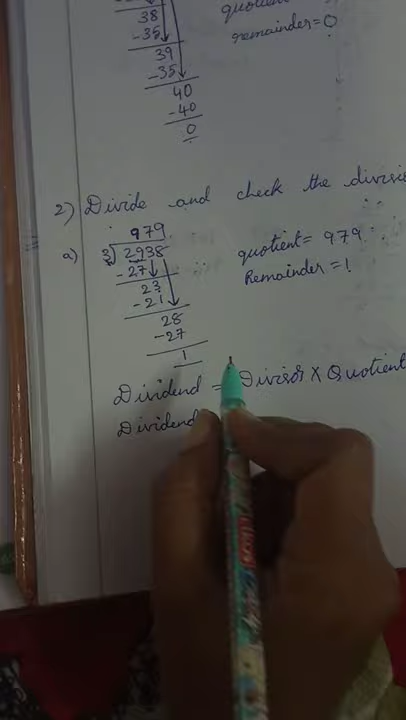 38
-35
39
-35
40
-40
0
remainder=0
2) Divide and check the
979
a) 3 2938
-27
23
-21
28
-27
1
quotient= 979
Remainder =1
Dividend = Divisor X Quotient
Dividend